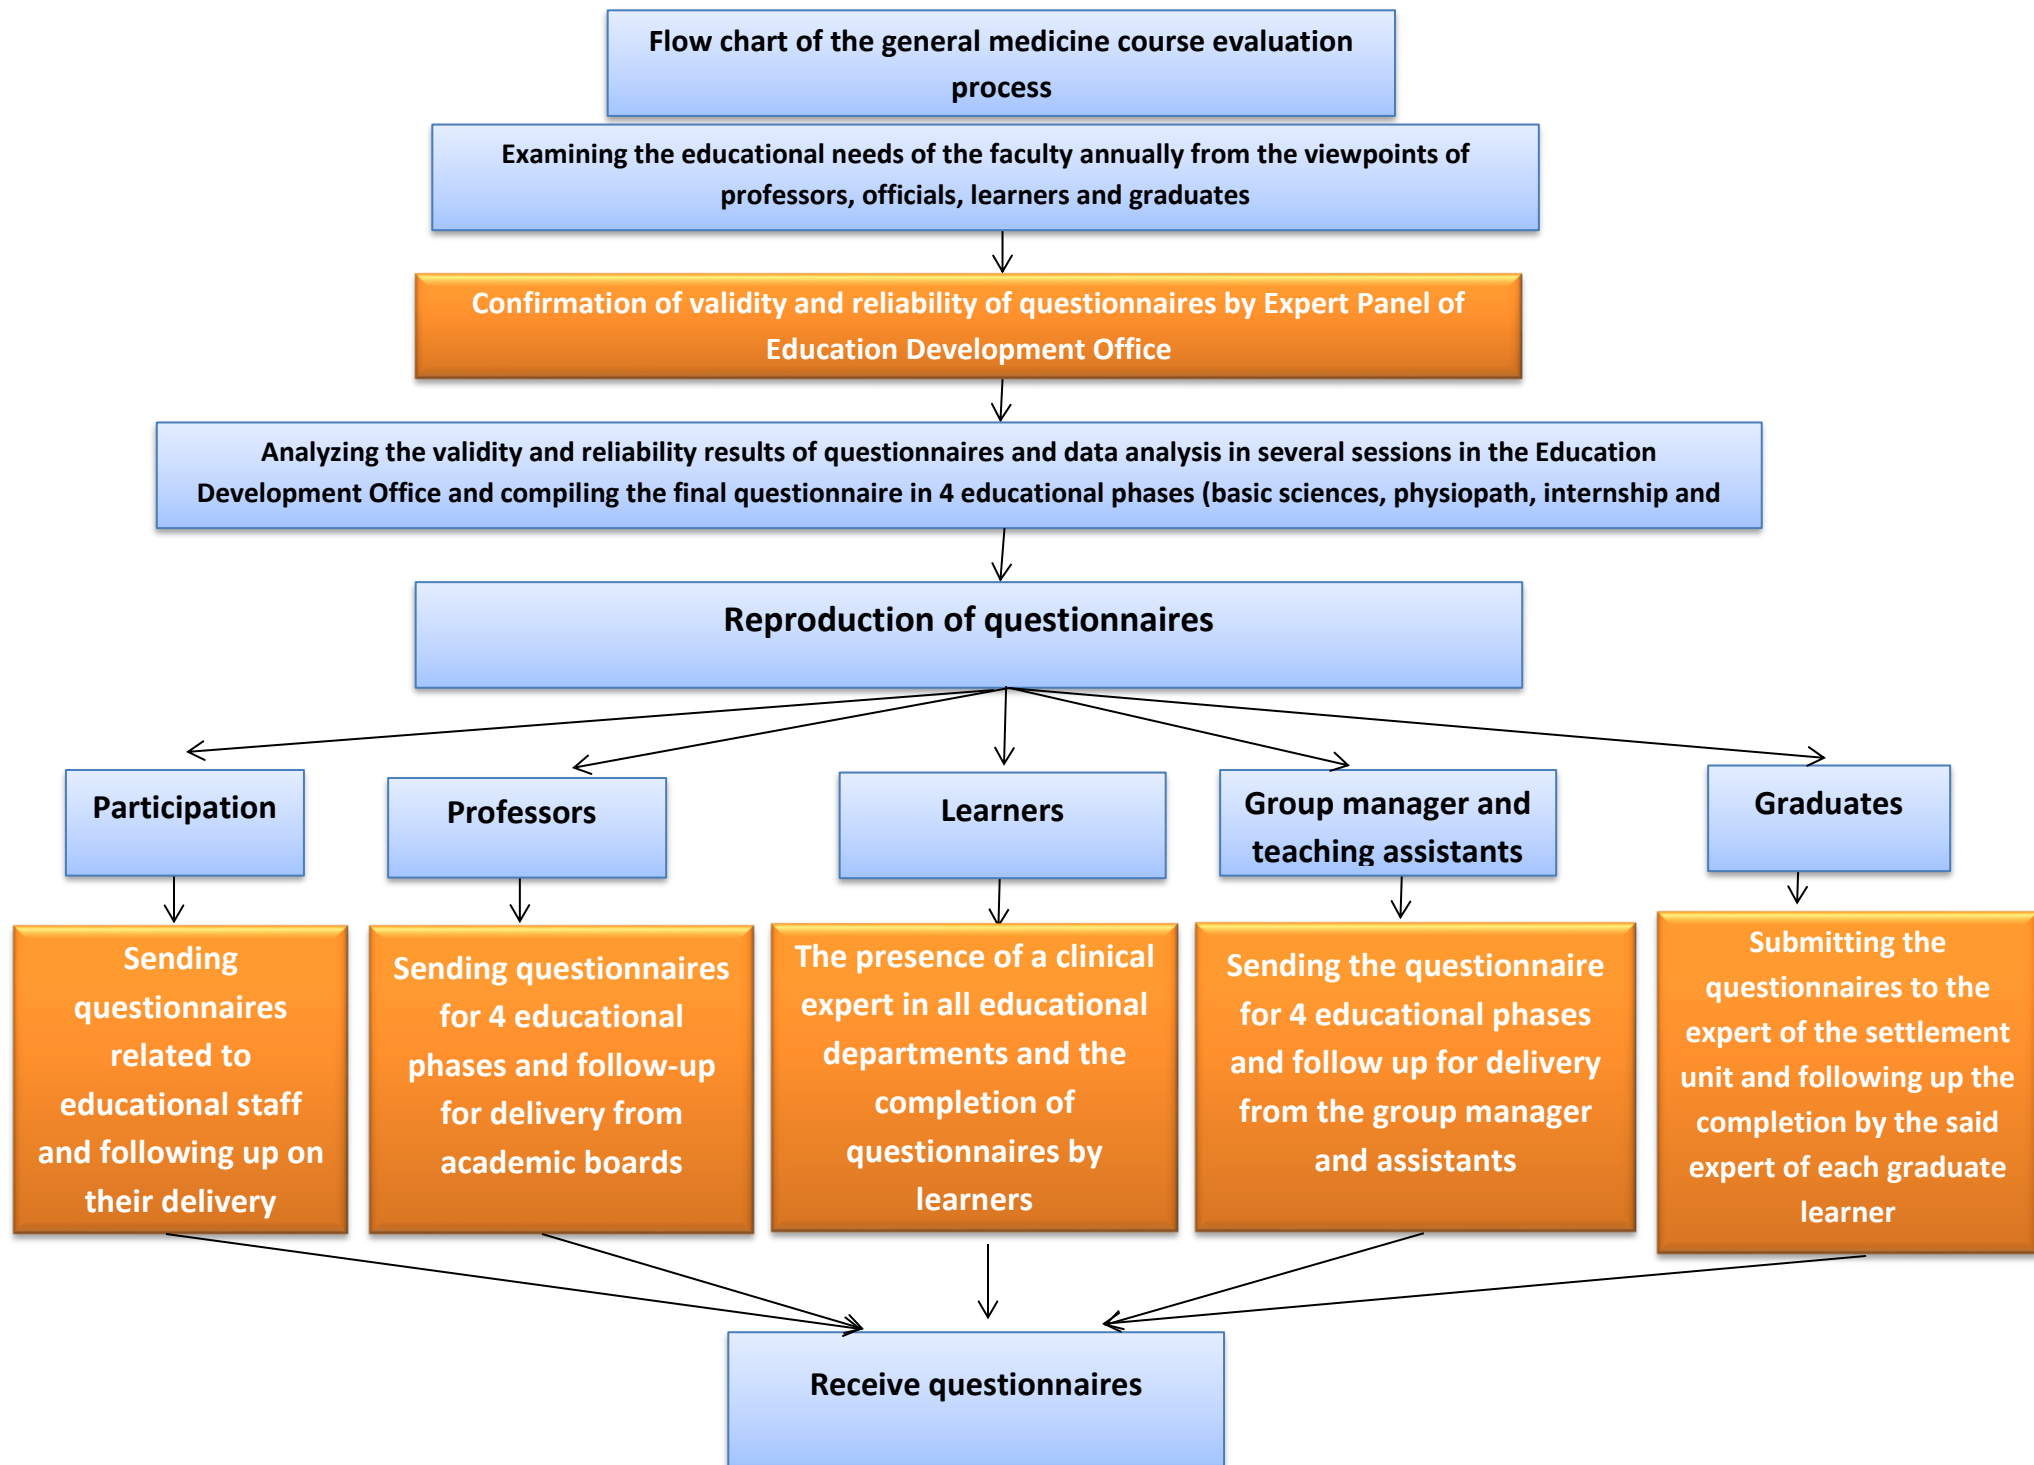 Flow chart of the general medicine course evaluation
process
Examining the educational needs of the faculty annually from the viewpoints of
professors, officials, learners and graduates
Confirmation of validity and reliability of questionnaires by Expert Panel of
Education Development Office
Analyzing the validity and reliability results of questionnaires and data analysis in several sessions in the Education
Development Office and compiling the final questionnaire in 4 educational phases (basic sciences, physiopath, internship and
Reproduction of questionnaires
Participation
Professors
Learners
Group manager and
teaching assistants
Graduates
Sending
questionnaires
related to
educational staff
and following up on
their delivery
Sending questionnaires
for 4 educational
phases and follow-up
for delivery from
academic boards
The presence of a clinical
expert in all educational
departments and the
completion of
questionnaires by
learners
Sending the questionnaire
for 4 educational phases
and follow up for delivery
from the group manager
and assistants
Submitting the
questionnaires to the
expert of the settlement
unit and following up the
completion by the said
expert of each graduate
learner
Receive questionnaires